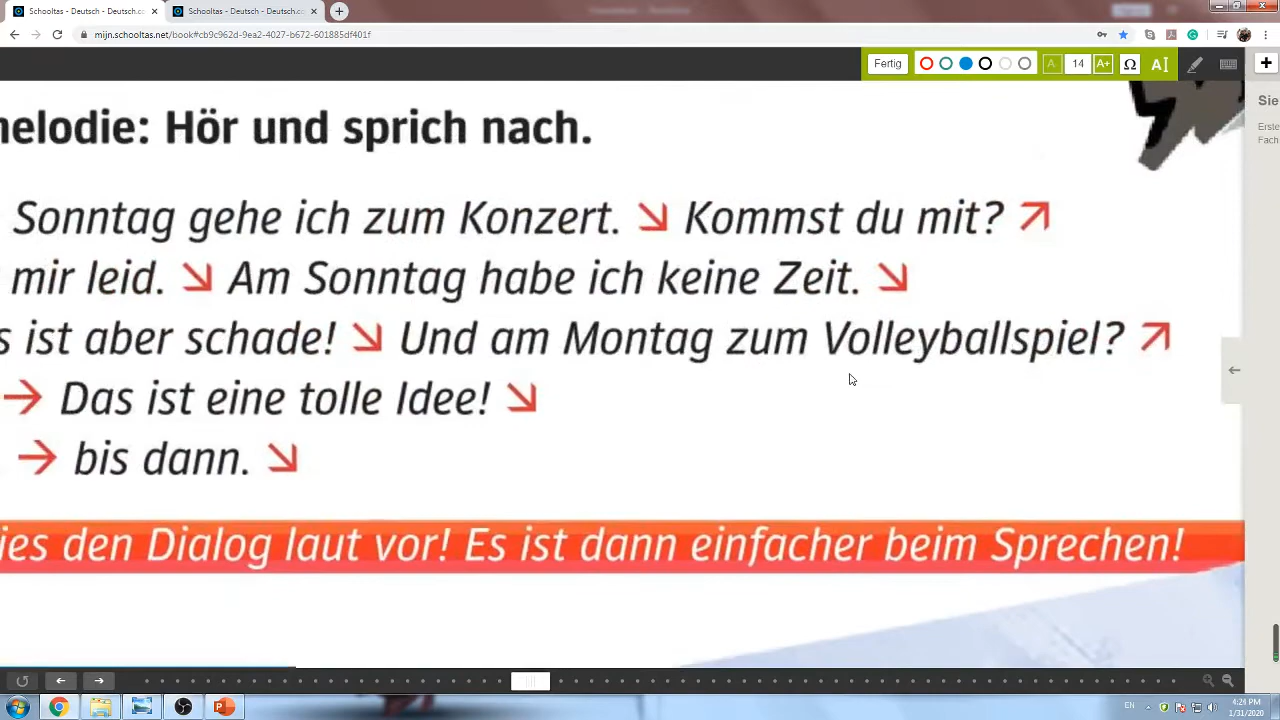 Schooltas - Deutsch - Deutsch.c
Schooltas - Deutsch - Deutsch.c
mijn.schooltas.net/book#cb9c962d-9ea2-4027-b672-601885df401f
Fertig
14
A+
Ω
A
Sie
Erste
Fach
nelodie: Hör und sprich nach.
Sonntag gehe ich zum Konzert. ↘ Kommst du mit? ↗
mir leid. ↘ Am Sonntag habe ich keine Zeit. ↘
s ist aber schade! ↘ Und am Montag zum Volleyballspiel? ↗
→ Das ist eine tolle Idee! ↘
→ bis dann. ↘
ies den Dialog laut vor! Es ist dann einfacher beim Sprechen!
EN
4:24 PM
1/31/2020